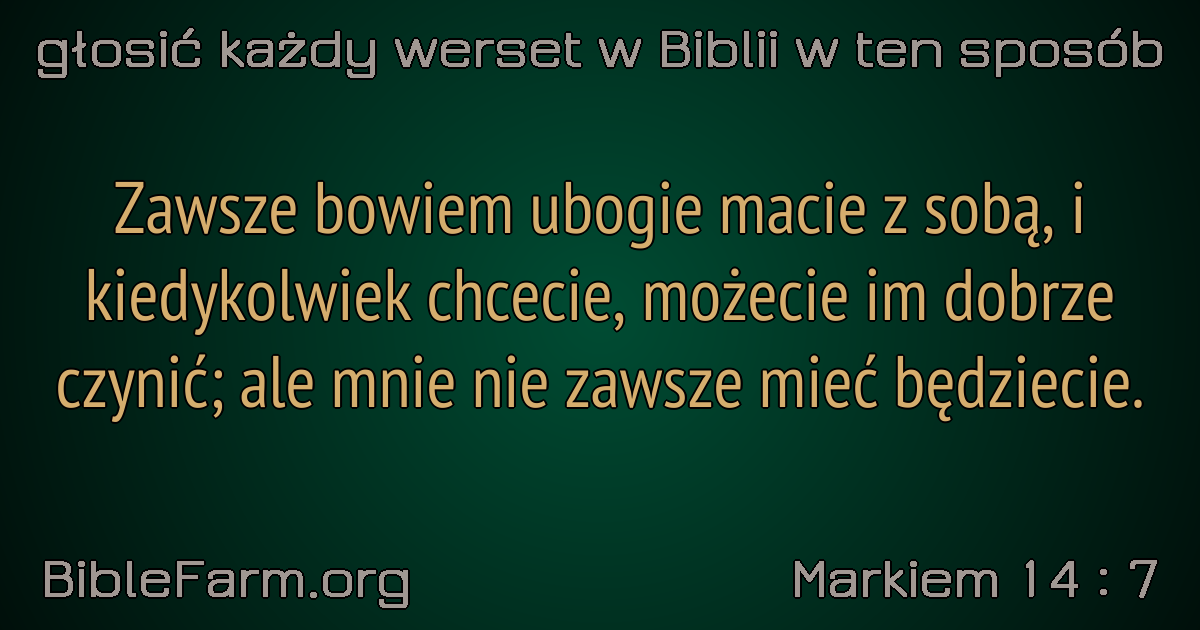 głosić każdy werset w Biblii w ten sposób
Zawsze bowiem ubogie macie z sobą, i
kiedykolwiek chcecie, możecie im dobrze
czynić; ale mnie nie zawsze mieć będziecie.
BibleFarm.org
Markiem 14 : 7